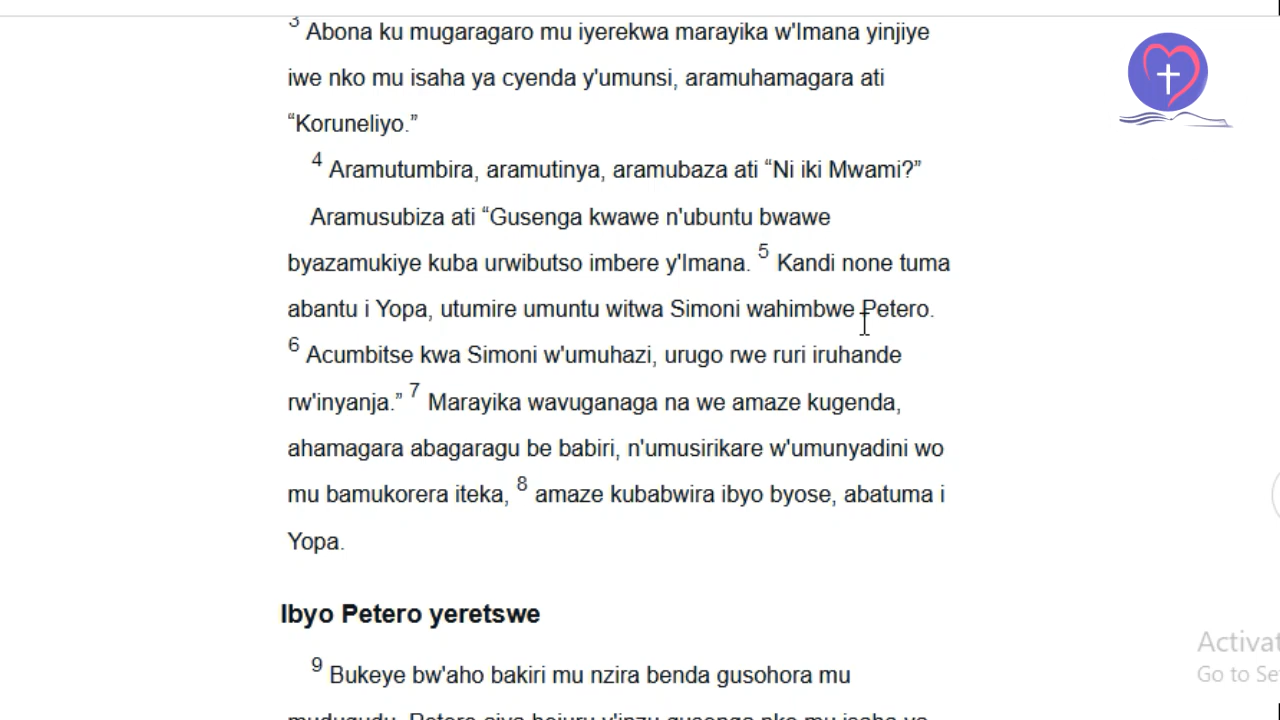 3 Abona ku mugaragaro mu iyerekwa marayika w'Imana yinjiye
iwe nko mu isaha ya cyenda y'umunsi, aramuhamagara ati
“Koruneliyo.”
4 Aramutumbira, aramutinya, aramubaza ati “Ni iki Mwami?”
Aramusubiza ati “Gusenga kwawe n'ubuntu bwawe
byazamukiye kuba urwibutso imbere y'Imana. 5 Kandi none tuma
abantu i Yopa, utumire umuntu witwa Simoni wahimbwe Petero.
6 Acumbitse kwa Simoni w'umuhazi, urugo rwe ruri iruhande
rw'inyanja.” 7 Marayika wavuganaga na we amaze kugenda,
ahamagara abagaragu be babiri, n'umusirikare w'umunyadini wo
mu bamukorera iteka, 8 amaze kubabwira ibyo byose, abatuma i
Yopa.
Ibyo Petero yeretswe
9 Bukeye bw'aho bakiri mu nzira benda gusohora mu
Activat
Go to Se